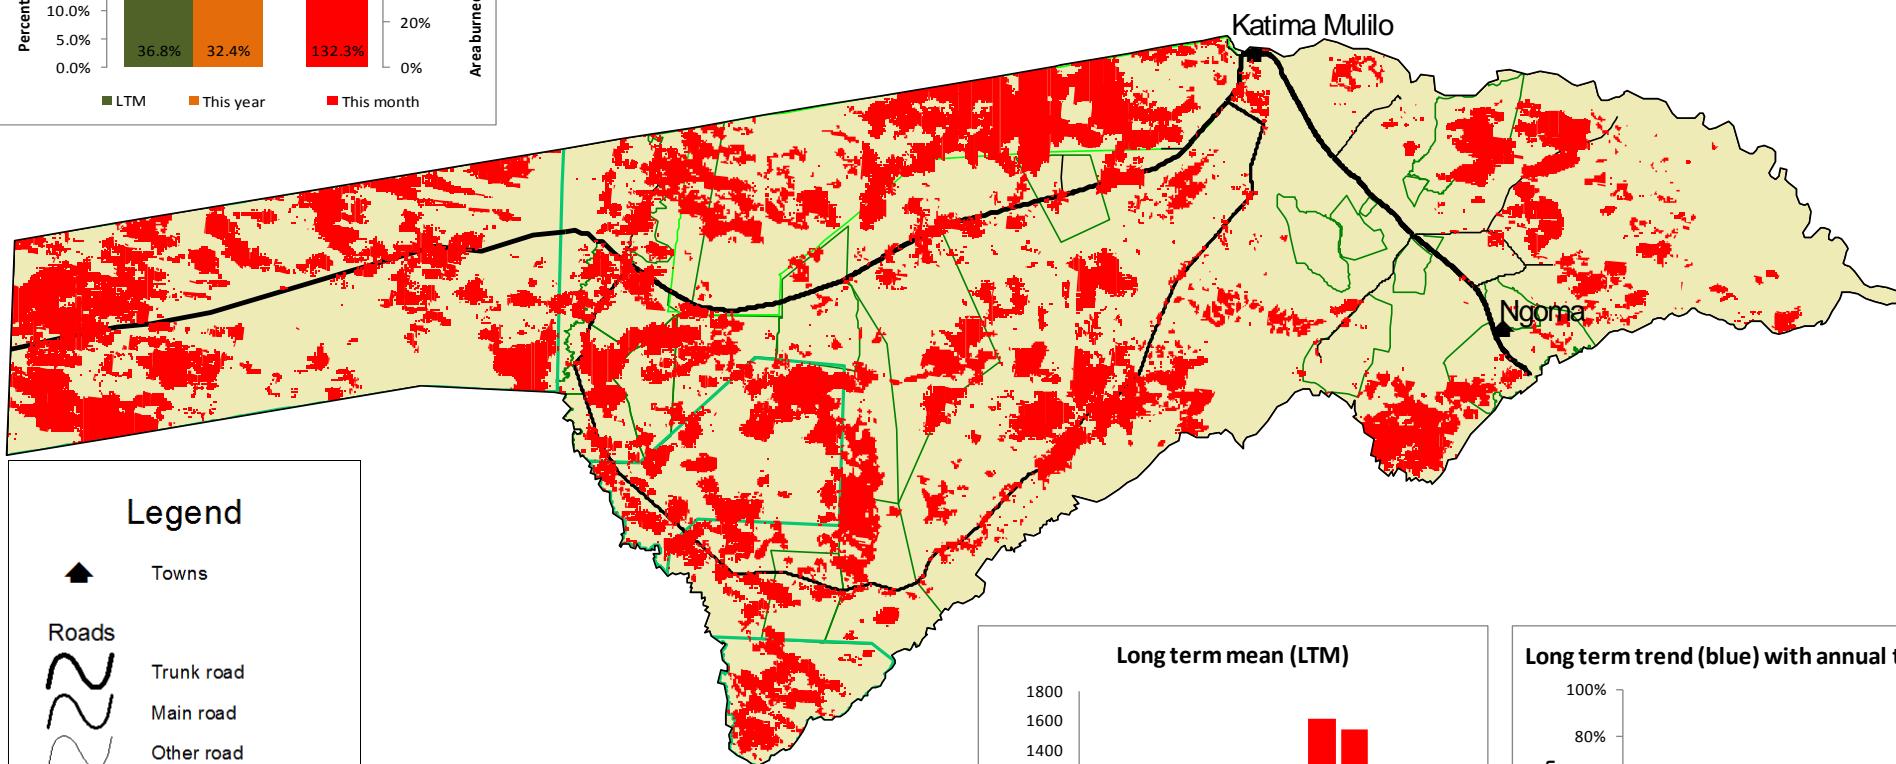 Percent
10.0%
5.0%
0.0%
36.8%
32.4%
132.3%
20%
0%
Area burned
LTM
This year
This month
Katima Mulilo
Ngoma
Legend
Towns
Roads
Trunk road
Main road
Other road
Long term mean (LTM)
1800
1600
1400
Long term trend (blue) with annual t
100%
80%